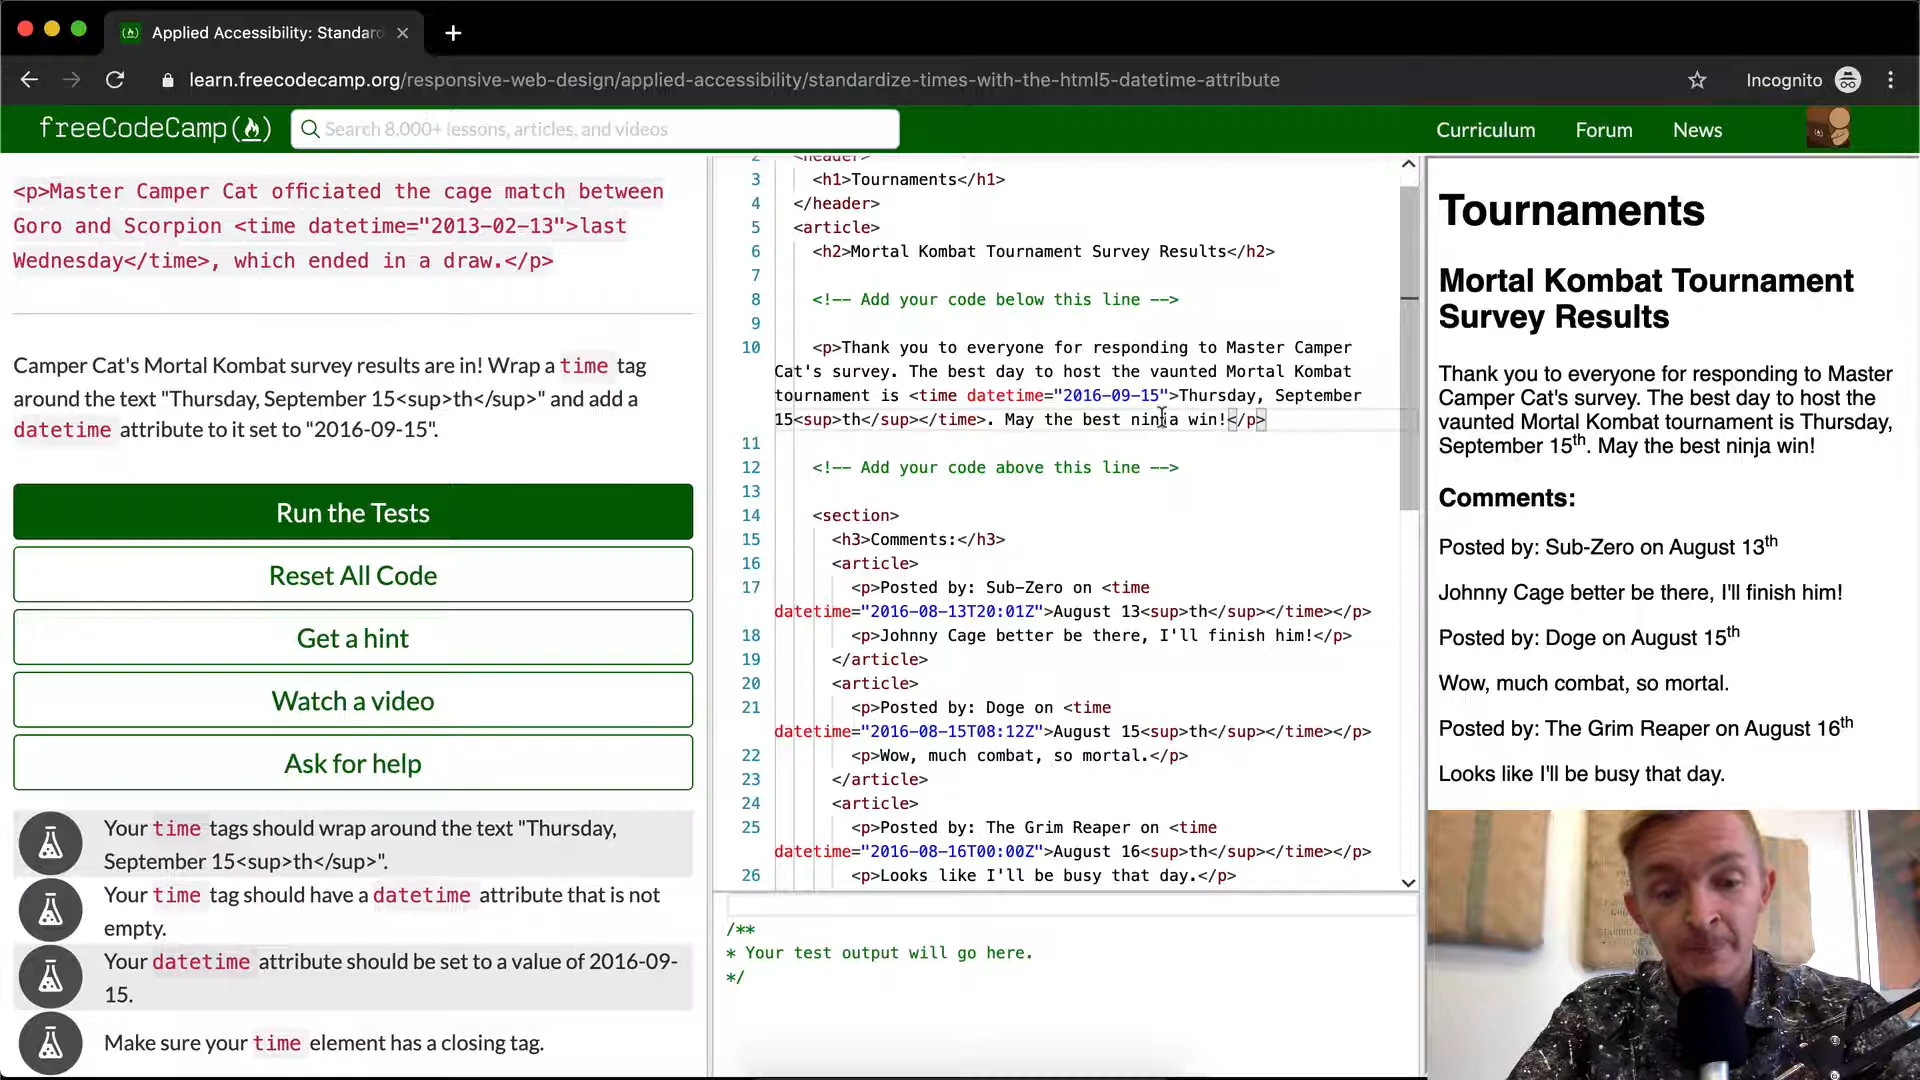 Applied Accessibility: Standard
learn.freecodecamp.org/responsive-web-design/applied-accessibility/standardize-times-with-the-html5-datetime-attribute
Incognito
freeCodeCamp
Search 8,000+ lessons, articles, and videos
Curriculum
Forum
News
<p>Master Camper Cat officiated the cage match between
Goro and Scorpion <time datetime="2013-02-13">last
Wednesday</time>, which ended in a draw.</p>
Camper Cat's Mortal Kombat survey results are in! Wrap a time tag
around the text "Thursday, September 15<sup>th</sup>" and add a
datetime attribute to it set to "2016-09-15".
Run the Tests
Reset All Code
Get a hint
Watch a video
Ask for help
Your time tags should wrap around the text "Thursday,
September 15<sup>th</sup>".
Your time tag should have a datetime attribute that is not
empty.
Your datetime attribute should be set to a value of 2016-09-
15.
Make sure your time element has a closing tag.
2 <header>
3 <h1>Tournaments</h1>
4 </header>
5 <article>
6 <h2>Mortal Kombat Tournament Survey Results</h2>
7
8 <!-- Add your code below this line -->
9
10 <p>Thank you to everyone for responding to Master Camper
Cat's survey. The best day to host the vaunted Mortal Kombat
tournament is <time datetime="2016-09-15">Thursday, September
15<sup>th</sup></time>. May the best ninja win!</p>
11
12 <!-- Add your code above this line -->
13
14 <section>
15 <h3>Comments:</h3>
16 <article>
17 <p>Posted by: Sub-Zero on <time
datetime="2016-08-13T20:01Z">August 13<sup>th</sup></time></p>
18 <p>Johnny Cage better be there, I'll finish him!</p>
19 </article>
20 <article>
21 <p>Posted by: Doge on <time
datetime="2016-08-15T08:12Z">August 15<sup>th</sup></time></p>
22 <p>Wow, much combat, so mortal.</p>
23 </article>
24 <article>
25 <p>Posted by: The Grim Reaper on <time
datetime="2016-08-16T00:00Z">August 16<sup>th</sup></time></p>
26 <p>Looks like I'll be busy that day.</p>
/**
* Your test output will go here.
*/
Tournaments
Mortal Kombat Tournament
Survey Results
Thank you to everyone for responding to Master
Camper Cat's survey. The best day to host the
vaunted Mortal Kombat tournament is Thursday,
September 15th. May the best ninja win!
Comments:
Posted by: Sub-Zero on August 13th
Johnny Cage better be there, I'll finish him!
Posted by: Doge on August 15th
Wow, much combat, so mortal.
Posted by: The Grim Reaper on August 16th
Looks like I'll be busy that day.